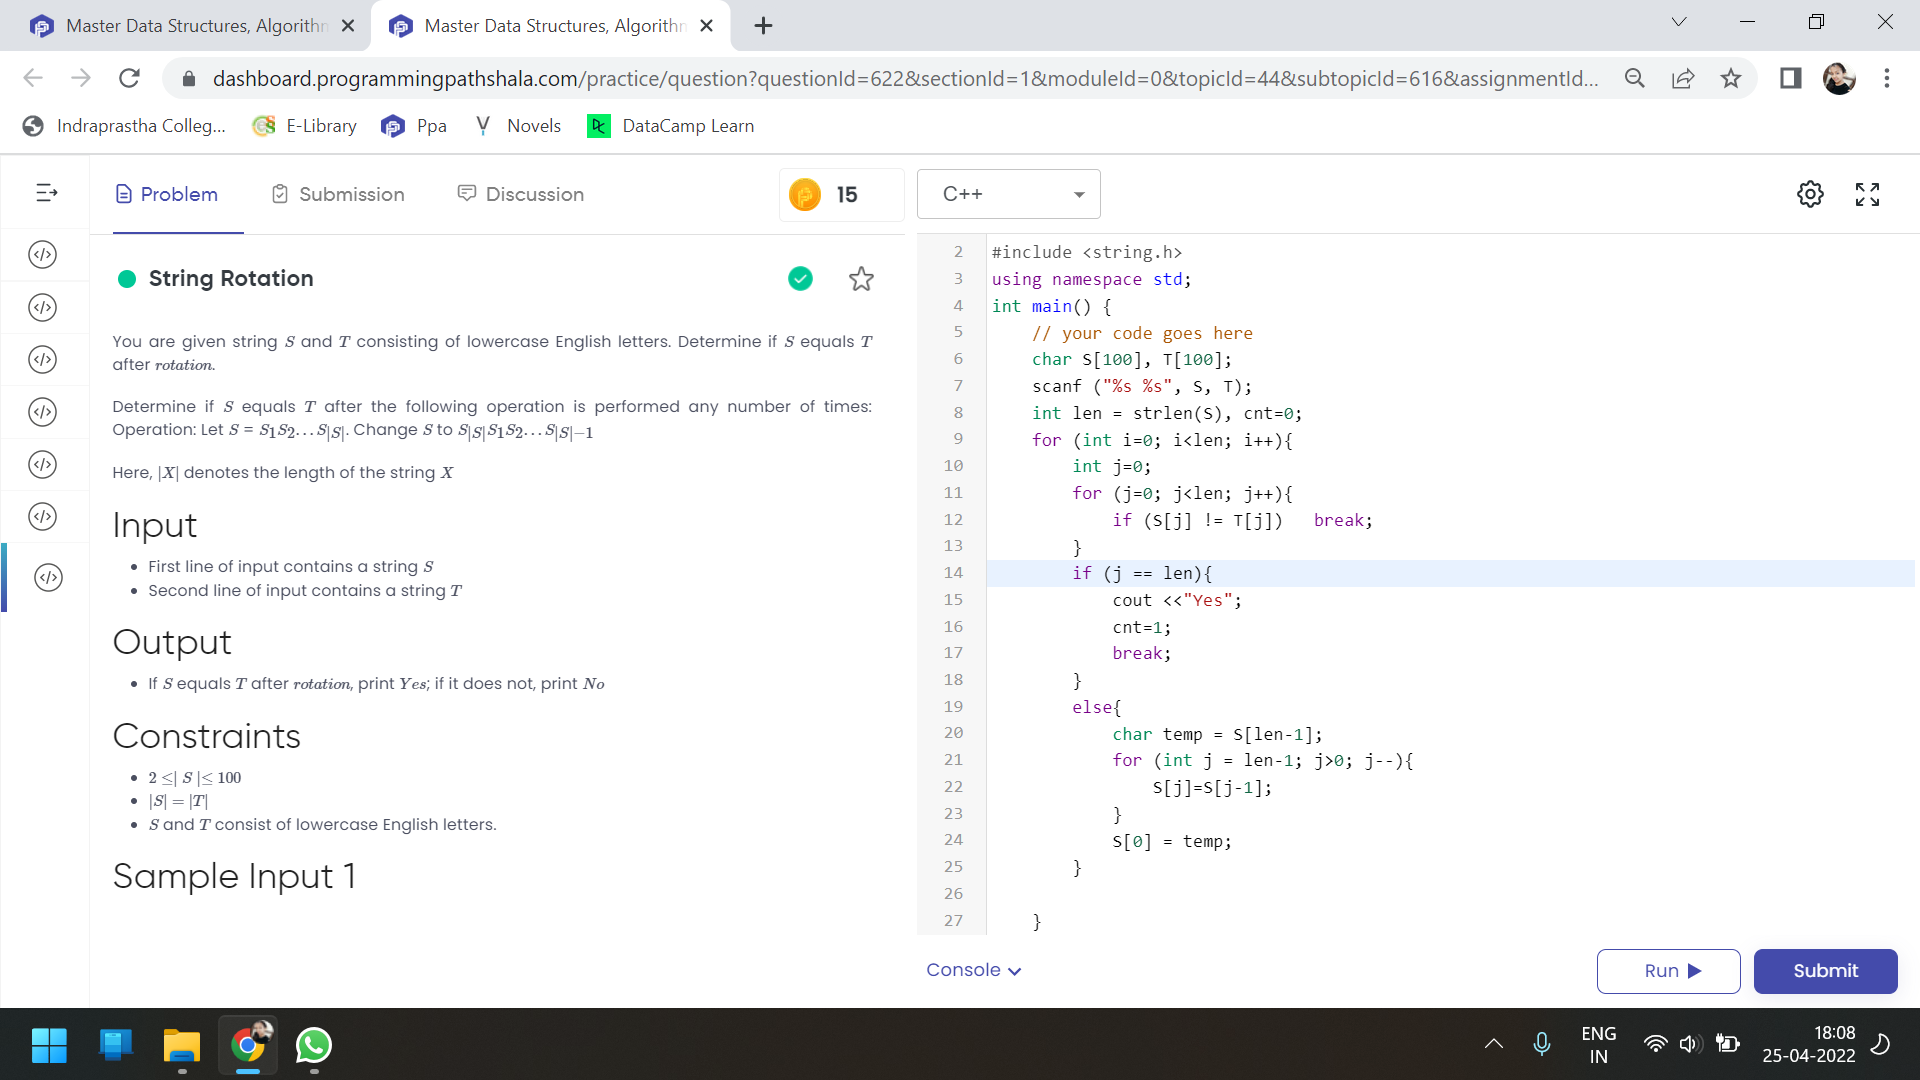 Master Data Structures, Algorithm
Master Data Structures, Algorithm
dashboard.programmingpathshala.com/practice/question?questionId=622&sectionId=1&moduleId=0&topicId=44&subtopicId=616&assignmentId...
Indraprastha Colleg... E-Library Ppa Novels DataCamp Learn
Problem Submission Discussion 15 C++
String Rotation
You are given string S and T consisting of lowercase English letters. Determine if S equals T
after rotation.
Determine if S equals T after the following operation is performed any number of times:
Operation: Let S = S1S2...S|S|. Change S to S|S|S1S2...S|S|−1
Here, |X| denotes the length of the string X
Input
• First line of input contains a string S
• Second line of input contains a string T
Output
• If S equals T after rotation, print Yes; if it does not, print No
Constraints
• 2 ≤| S |≤ 100
• |S| = |T|
• S and T consist of lowercase English letters.
Sample Input 1
2 #include <string.h>
3 using namespace std;
4 int main() {
5 // your code goes here
6 char S[100], T[100];
7 scanf ("%s %s", S, T);
8 int len = strlen(S), cnt=0;
9 for (int i=0; i<len; i++){
10 int j=0;
11 for (j=0; j<len; j++){
12 if (S[j] != T[j]) break;
13 }
14 if (j == len){
15 cout <<"Yes";
16 cnt=1;
17 break;
18 }
19 else{
20 char temp = S[len-1];
21 for (int j = len-1; j>0; j--){
22 S[j]=S[j-1];
23 }
24 S[0] = temp;
25 }
26
27 }
Console Run Submit
ENG
IN
18:08
25-04-2022